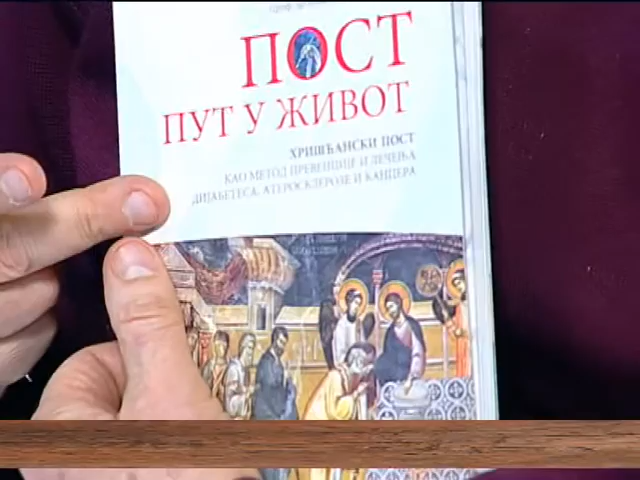 ПОСТ
ПУТ У ЖИВОТ
ХРИШЋАНСКИ ПОСТ
КАО МЕТОД ПРЕВЕНЦИЈЕ И ЛЕЧЕЊА
ДИЈАБЕТЕСА, АТЕРОСКЛЕРОЗЕ И КАНЦЕРА